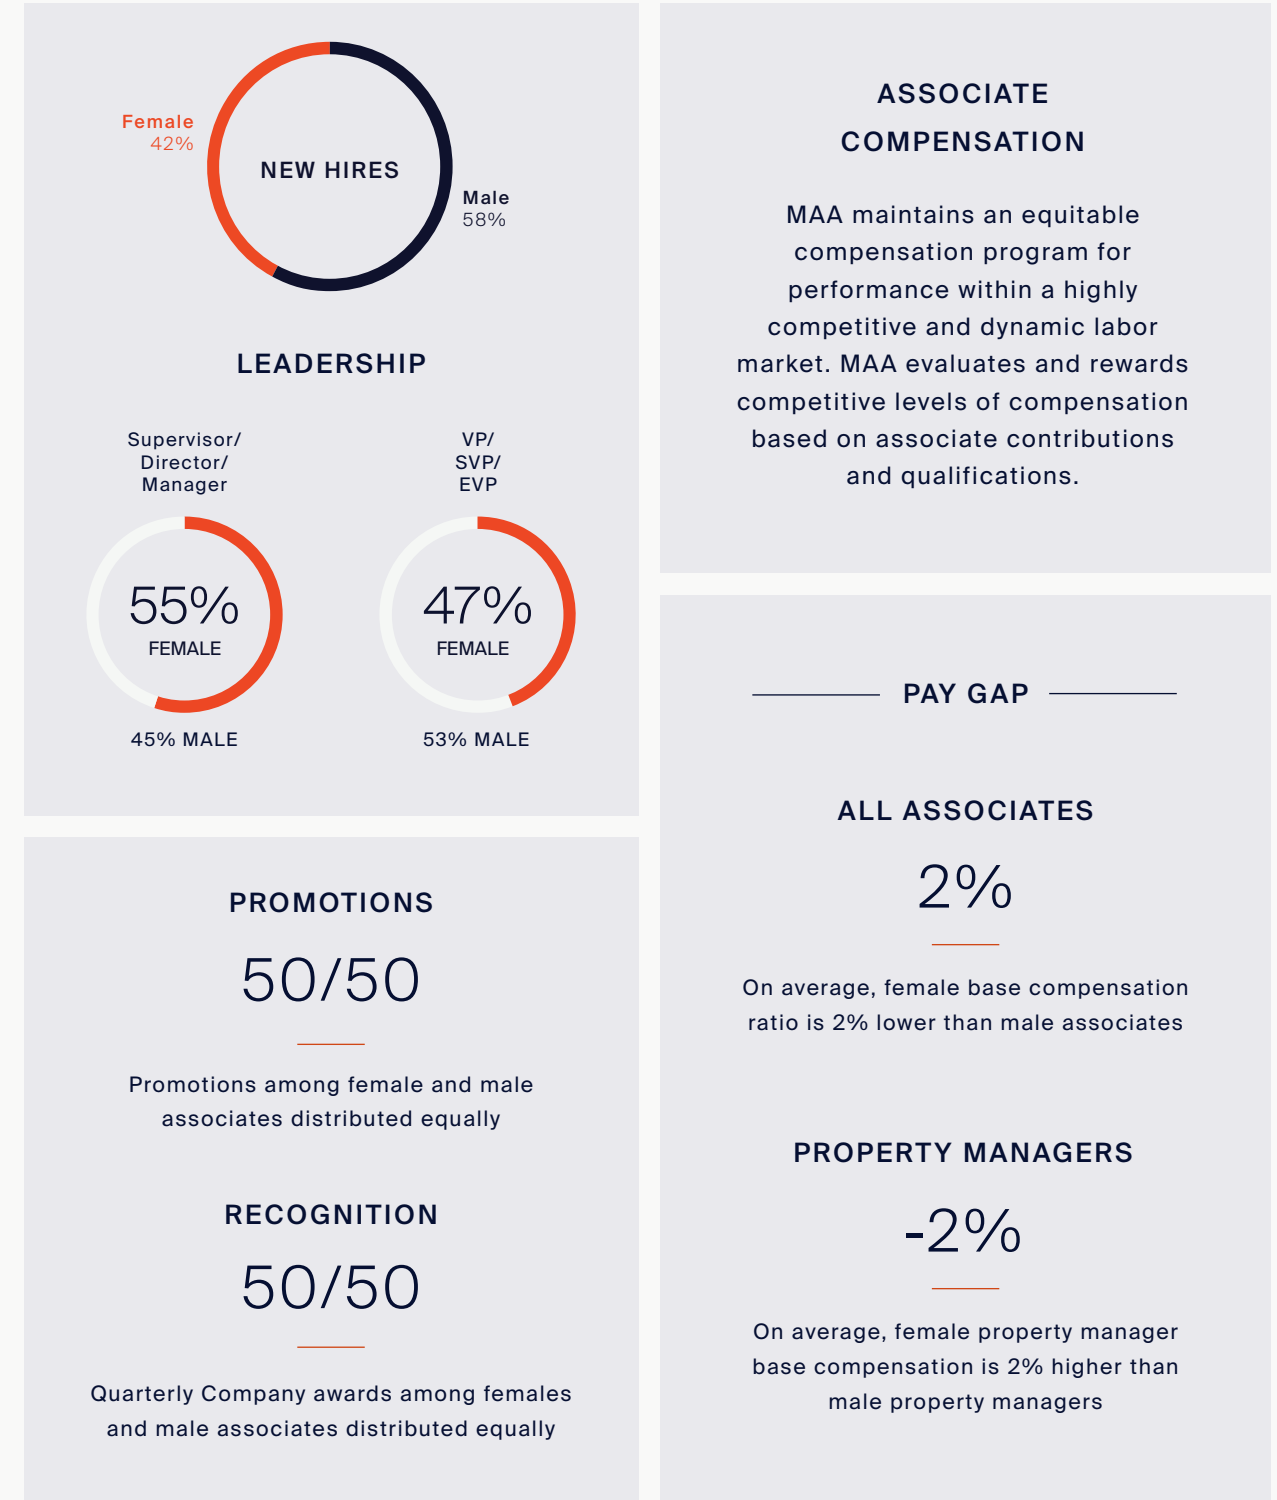 Female
42%
NEW HIRES
Male
58%
LEADERSHIP
Supervisor/
Director/
Manager
55%
FEMALE
45% MALE
VP/
SVP/
EVP
47%
FEMALE
53% MALE
PROMOTIONS
50/50
Promotions among female and male
associates distributed equally
RECOGNITION
50/50
Quarterly Company awards among females
and male associates distributed equally
ASSOCIATE
COMPENSATION
MAA maintains an equitable
compensation program for
performance within a highly
competitive and dynamic labor
market. MAA evaluates and rewards
competitive levels of compensation
based on associate contributions
and qualifications.
PAY GAP
ALL ASSOCIATES
2%
On average, female base compensation
ratio is 2% lower than male associates
PROPERTY MANAGERS
-2%
On average, female property manager
base compensation is 2% higher than
male property managers